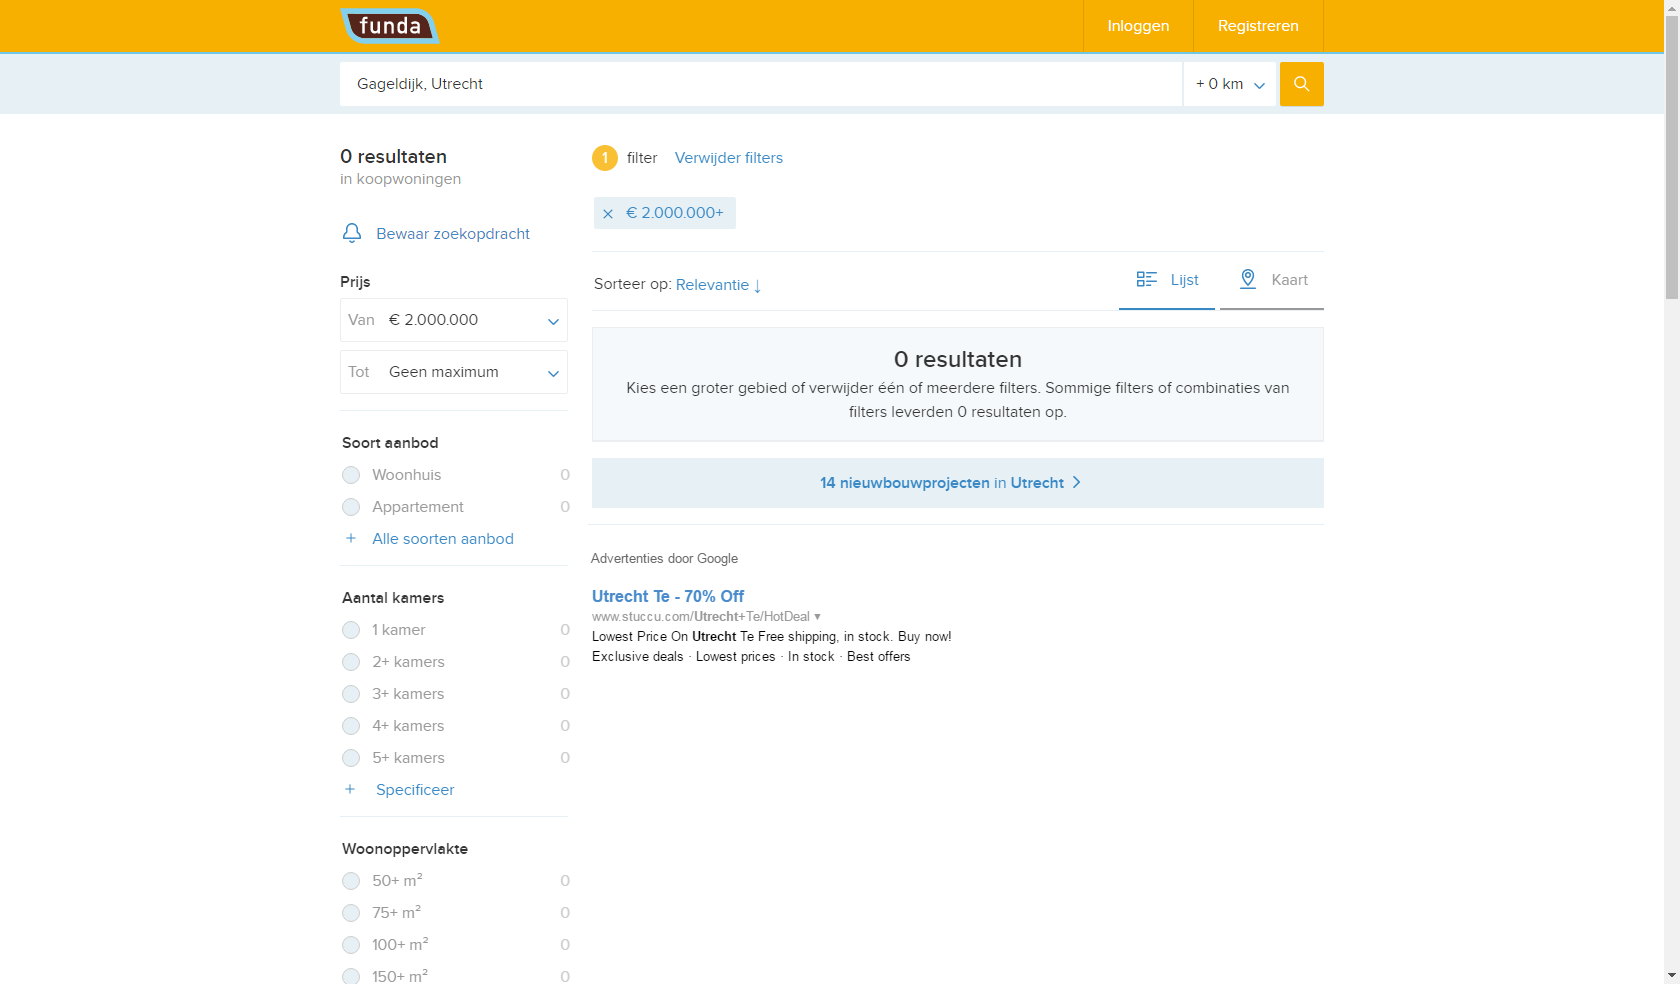 funda
Inloggen
Registreren
Gageldijk, Utrecht
+ 0 km
0 resultaten
in koopwoningen
Bewaar zoekopdracht
Prijs
Van € 2.000.000
Tot Geen maximum
Soort aanbod
Woonhuis 0
Appartement 0
+ Alle soorten aanbod
Aantal kamers
1 kamer 0
2+ kamers 0
3+ kamers 0
4+ kamers 0
5+ kamers 0
+ Specificeer
Woonoppervlakte
50+ m² 0
75+ m² 0
100+ m² 0
150+ m² 0
1 filter Verwijder filters
× € 2.000.000+
Sorteer op: Relevantie ↓
Lijst
Kaart
0 resultaten
Kies een groter gebied of verwijder één of meerdere filters. Sommige filters of combinaties van
filters leverden 0 resultaten op.
14 nieuwbouwprojecten in Utrecht >
Advertenties door Google
Utrecht Te - 70% Off
www.stuccu.com/Utrecht+Te/HotDeal ▾
Lowest Price On Utrecht Te Free shipping, in stock. Buy now!
Exclusive deals · Lowest prices · In stock · Best offers